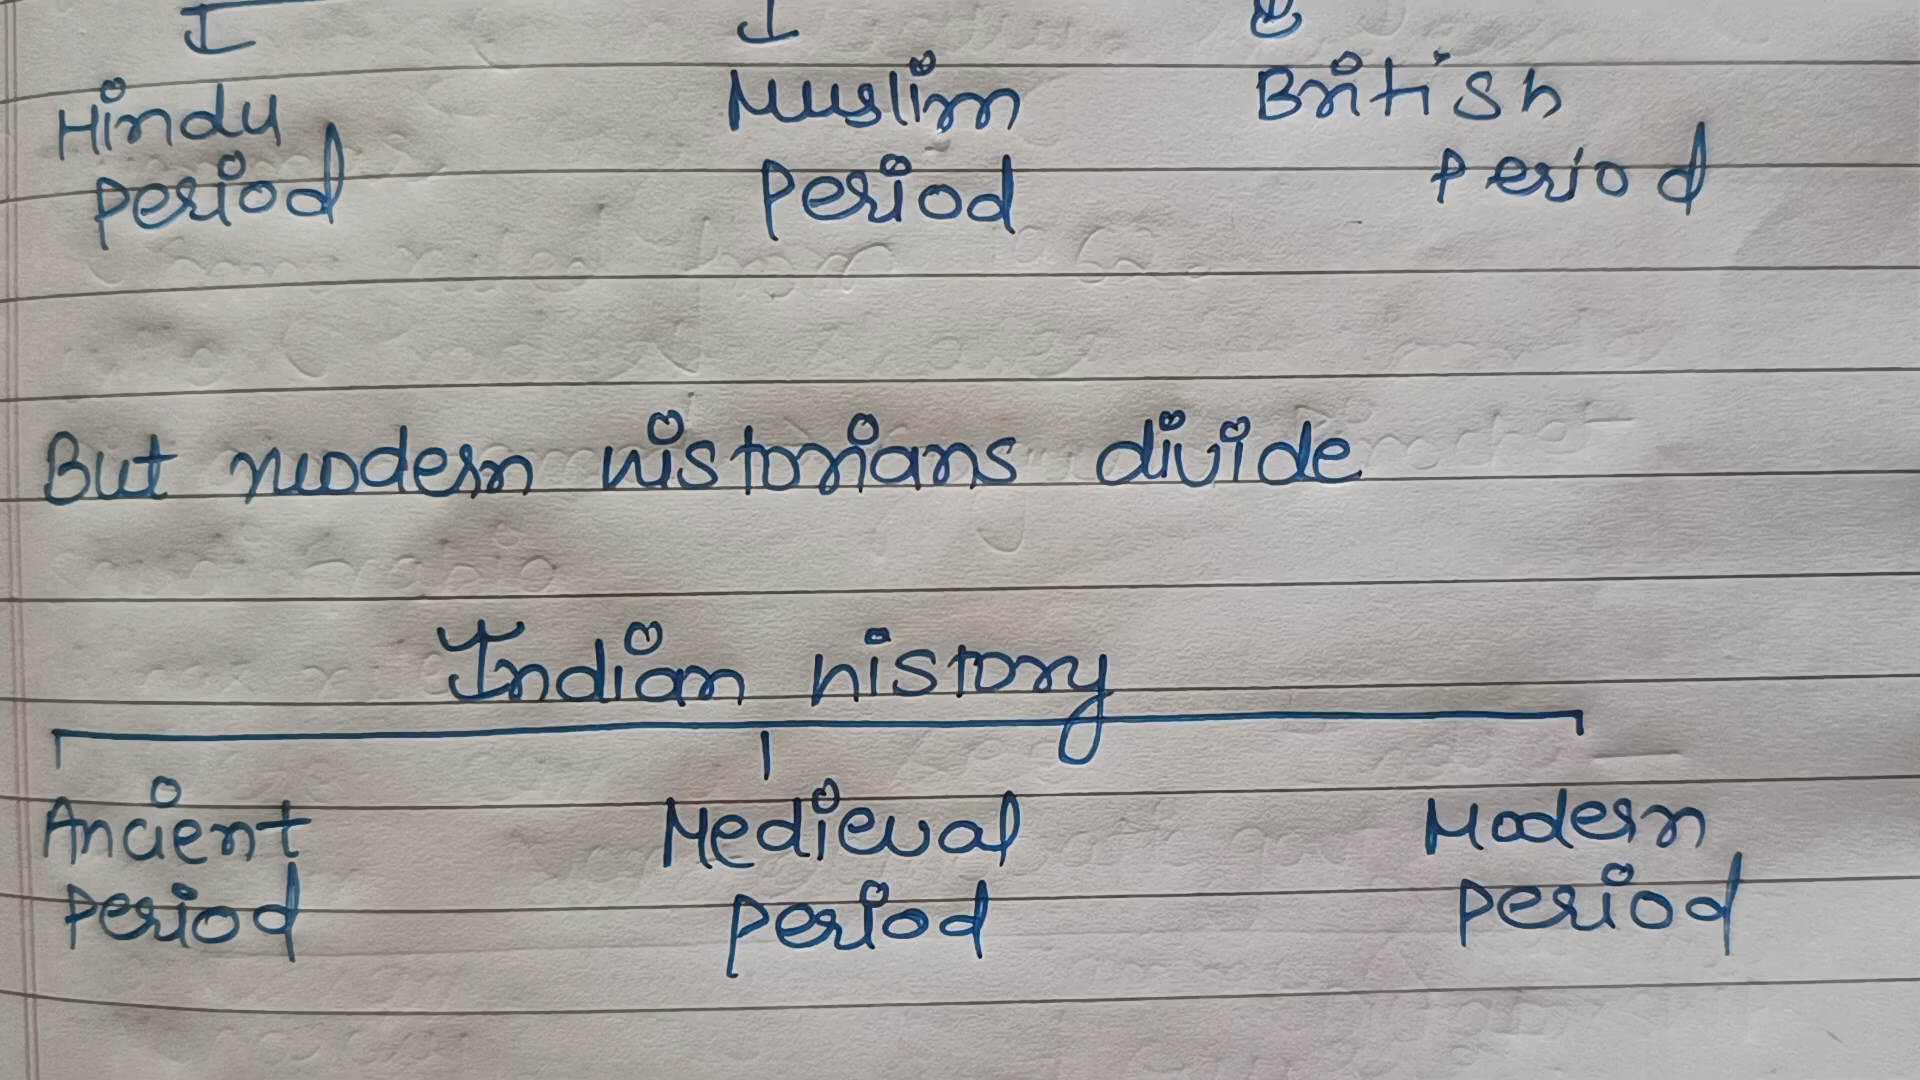 Hindu Muslim British
Period Period Period
But modern historians divide
Indian history
Ancient Medieval Modern
Period Period Period